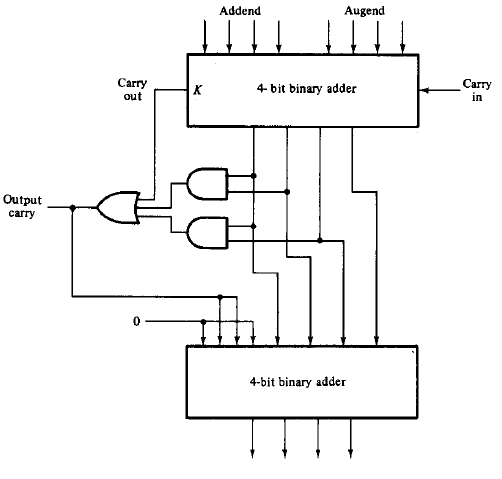 Addend
Augend
Carry
out
K
4- bit binary adder
Carry
in
Output
carry
0
4-bit binary adder